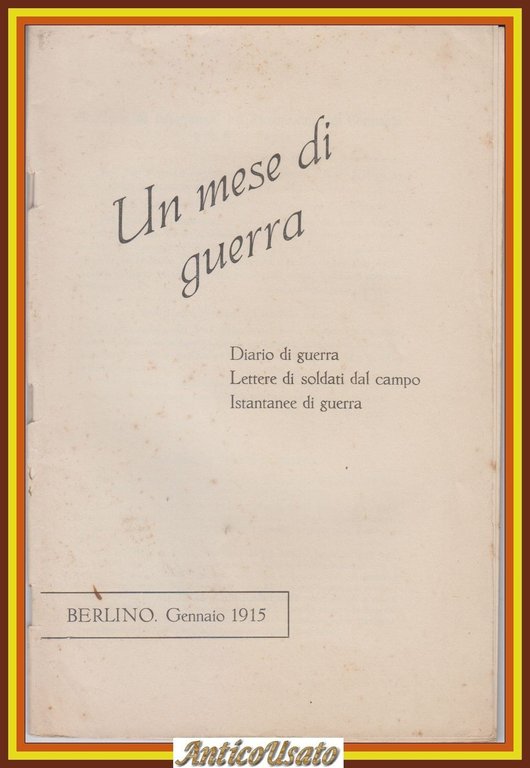 Un mese di
guerra
Diario di guerra
Lettere di soldati dal campo
Istantanee di guerra
BERLINO. Gennaio 1915
AnticoUsato